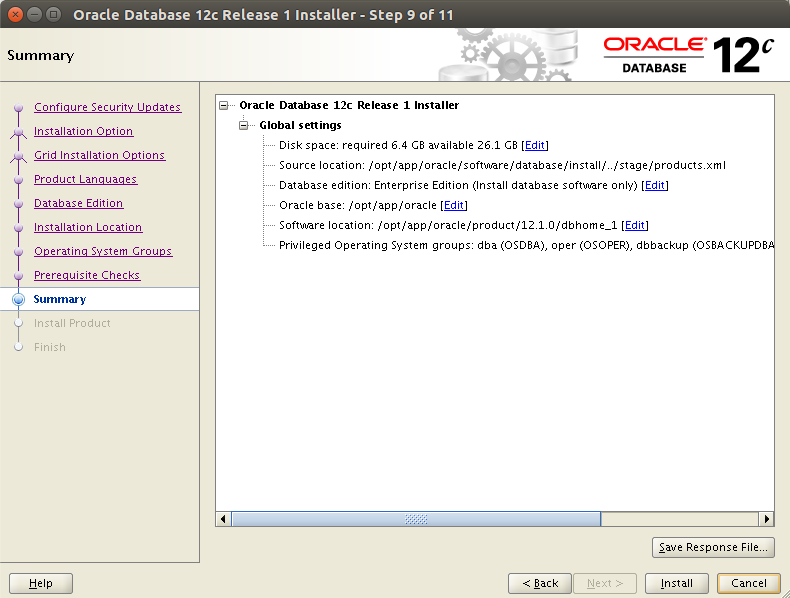 Oracle Database 12c Release 1 Installer - Step 9 of 11
Summary
ORACLE®
DATABASE
12c
Configure Security Updates
Installation Option
Grid Installation Options
Product Languages
Database Edition
Installation Location
Operating System Groups
Prerequisite Checks
Summary
Install Product
Finish
Oracle Database 12c Release 1 Installer
Global settings
Disk space: required 6.4 GB available 26.1 GB [Edit]
Source location: /opt/app/oracle/software/database/install/../stage/products.xml
Database edition: Enterprise Edition (Install database software only) [Edit]
Oracle base: /opt/app/oracle [Edit]
Software location: /opt/app/oracle/product/12.1.0/dbhome_1 [Edit]
Privileged Operating System groups: dba (OSDBA), oper (OSOPER), dbbackup (OSBACKUPDBA
Save Response File...
Help
< Back
Next >
Install
Cancel